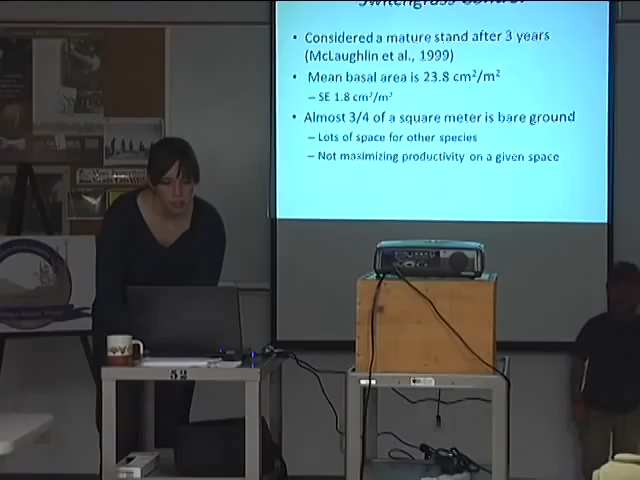 Switchgrass Control
• Considered a mature stand after 3 years
(McLaughlin et al., 1999)
• Mean basal area is 23.8 cm²/m²
– SE 1.8 cm²/m²
• Almost 3/4 of a square meter is bare ground
– Lots of space for other species
– Not maximizing productivity on a given space
52